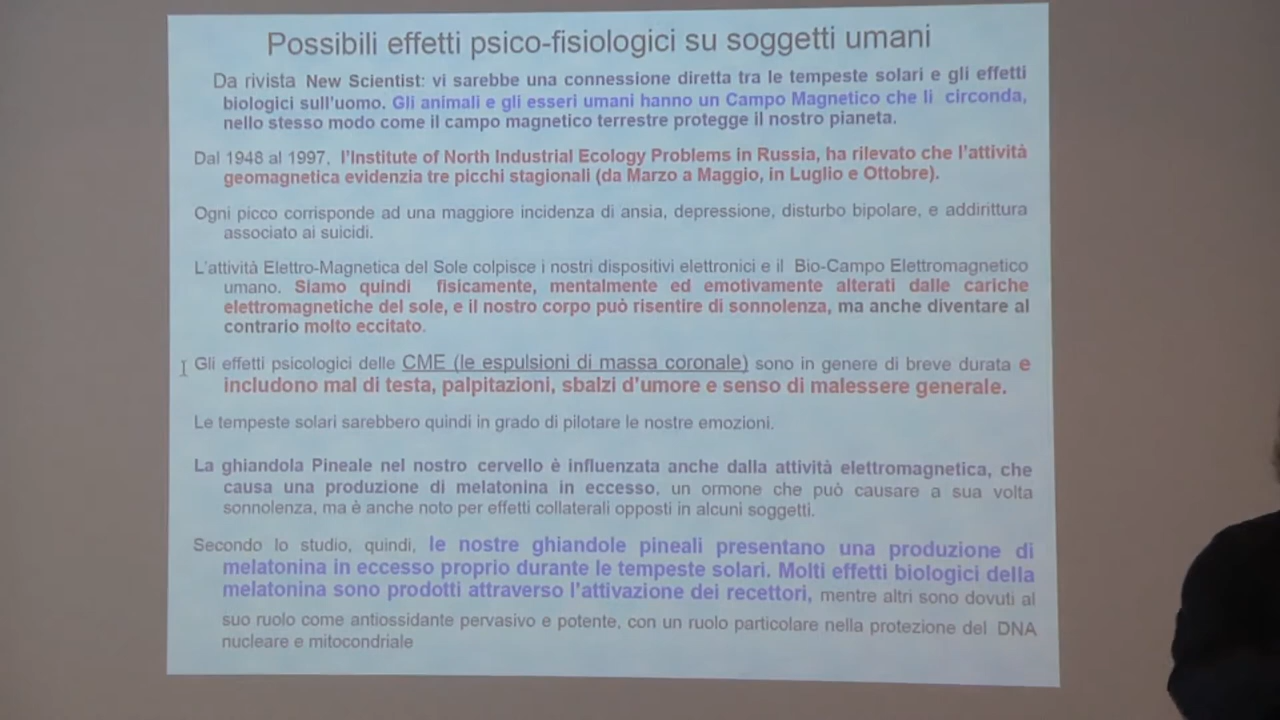 Possibili effetti psico-fisiologici su soggetti umani
Da rivista New Scientist: vi sarebbe una connessione diretta tra le tempeste solari e gli effetti
biologici sull'uomo. Gli animali e gli esseri umani hanno un Campo Magnetico che li circonda,
nello stesso modo come il campo magnetico terrestre protegge il nostro pianeta.
Dal 1948 al 1997, l'Institute of North Industrial Ecology Problems in Russia, ha rilevato che l'attività
geomagnetica evidenzia tre picchi stagionali (da Marzo a Maggio, in Luglio e Ottobre).
Ogni picco corrisponde ad una maggiore incidenza di ansia, depressione, disturbo bipolare, e addirittura
associato ai suicidi.
L'attività Elettro-Magnetica del Sole colpisce i nostri dispositivi elettronici e il Bio-Campo Elettromagnetico
umano. Siamo quindi fisicamente, mentalmente ed emotivamente alterati dalle cariche
elettromagnetiche del sole, e il nostro corpo può risentire di sonnolenza, ma anche diventare al
contrario molto eccitato.
Gli effetti psicologici delle CME (le espulsioni di massa coronale) sono in genere di breve durata e
includono mal di testa, palpitazioni, sbalzi d'umore e senso di malessere generale.
Le tempeste solari sarebbero quindi in grado di pilotare le nostre emozioni.
La ghiandola Pineale nel nostro cervello è influenzata anche dalla attività elettromagnetica, che
causa una produzione di melatonina in eccesso, un ormone che può causare a sua volta
sonnolenza, ma è anche noto per effetti collaterali opposti in alcuni soggetti.
Secondo lo studio, quindi, le nostre ghiandole pineali presentano una produzione di
melatonina in eccesso proprio durante le tempeste solari. Molti effetti biologici della
melatonina sono prodotti attraverso l'attivazione dei recettori, mentre altri sono dovuti al
suo ruolo come antiossidante pervasivo e potente, con un ruolo particolare nella protezione del DNA
nucleare e mitocondriale